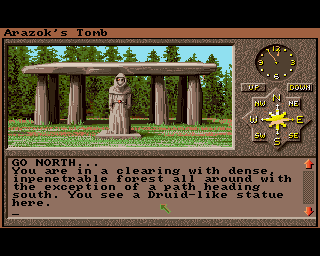 Arazok's Tomb
UP DOWN
N
NW NE
W E
SW SE
S
GO NORTH...
You are in a clearing with dense,
inpenetrable forest all around with
the exception of a path heading
south. You see a Druid-like statue
here.